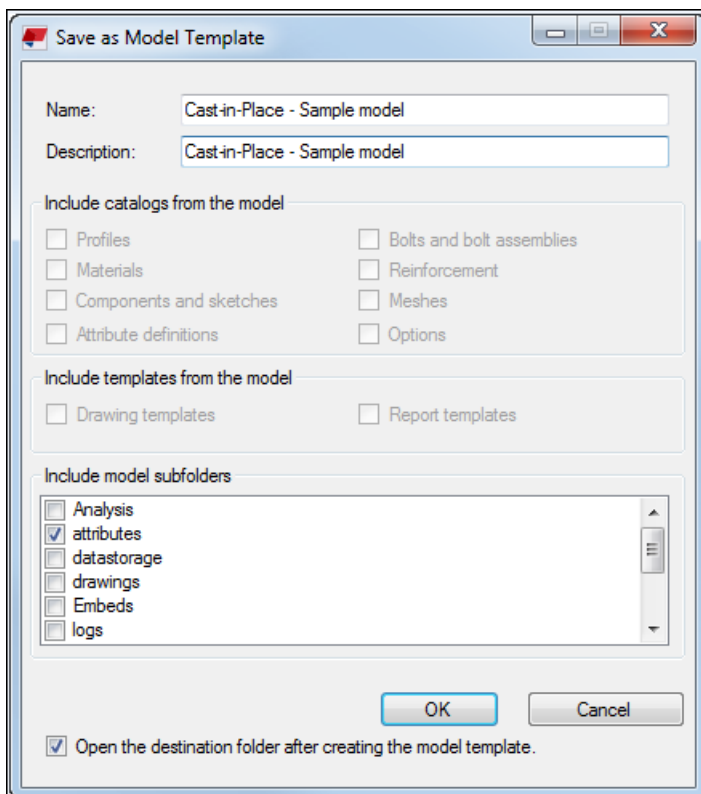 Save as Model Template
Name: Cast-in-Place - Sample model
Description: Cast-in-Place - Sample model
Include catalogs from the model
Profiles Bolts and bolt assemblies
Materials Reinforcement
Components and sketches Meshes
Attribute definitions Options
Include templates from the model
Drawing templates Report templates
Include model subfolders
Analysis
attributes
datastorage
drawings
Embeds
logs
OK Cancel
Open the destination folder after creating the model template.